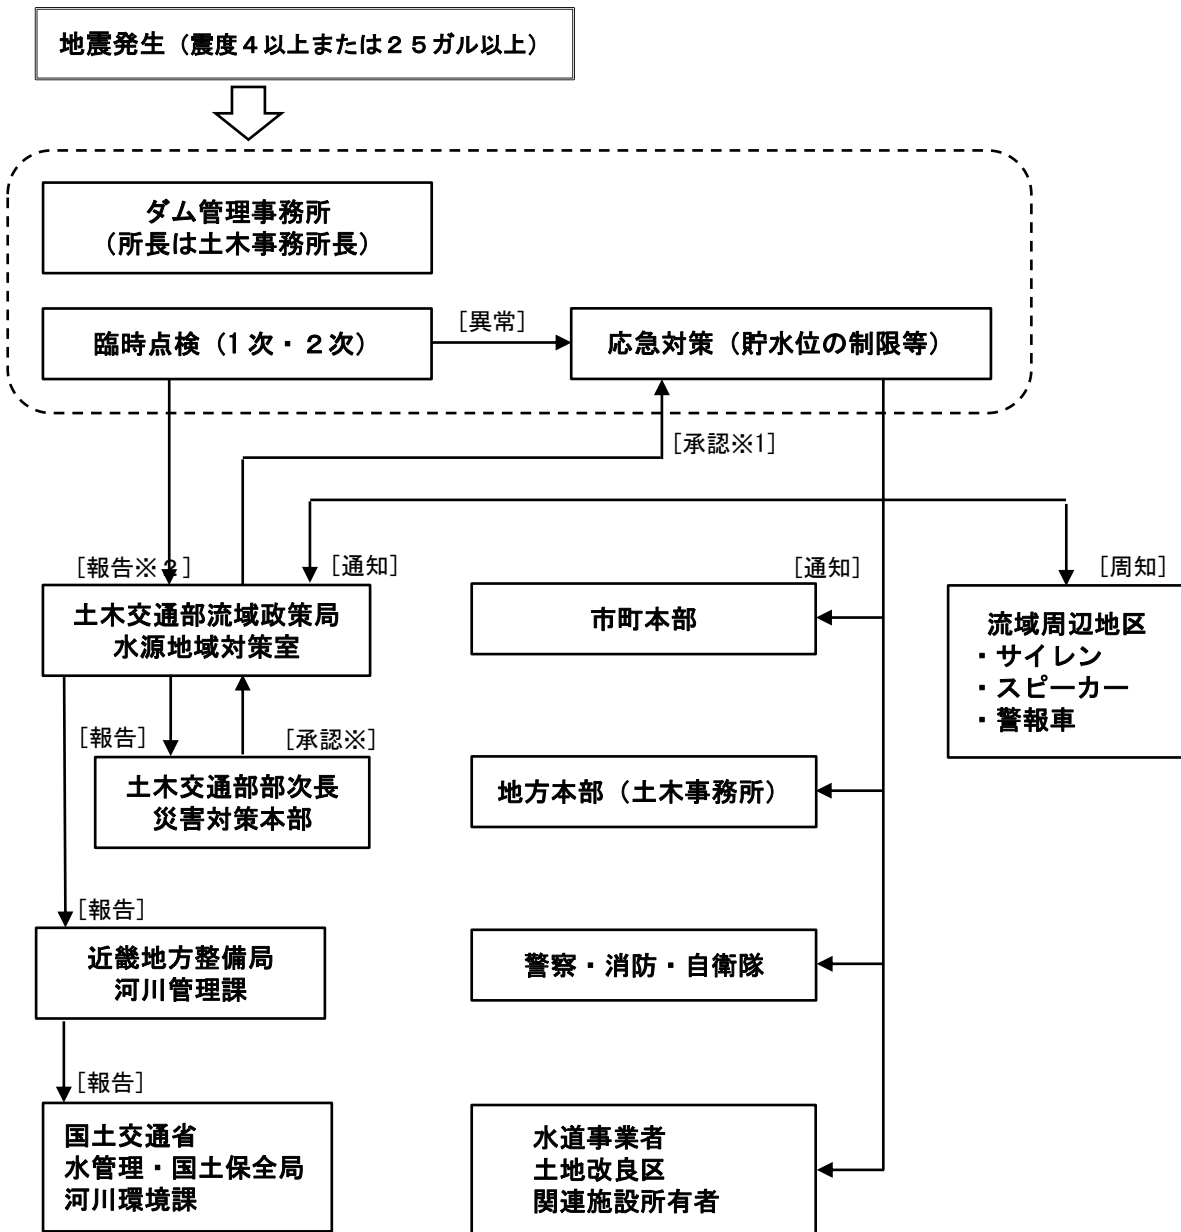 地震発生（震度４以上または２５ガル以上）
ダム管理事務所
（所長は土木事務所長）
臨時点検（1 次・２次）
[異常]
応急対策（貯水位の制限等）
[承認※1]
[報告※２]
[通知]
[通知]
[周知]
土木交通部流域政策局
水源地域対策室
市町本部
流域周辺地区
・サイレン
・スピーカー
・警報車
[報告]
[承認※]
土木交通部部次長
災害対策本部
地方本部（土木事務所）
[報告]
近畿地方整備局
河川管理課
警察・消防・自衛隊
[報告]
国土交通省
水管理・国土保全局
河川環境課
水道事業者
土地改良区
関連施設所有者